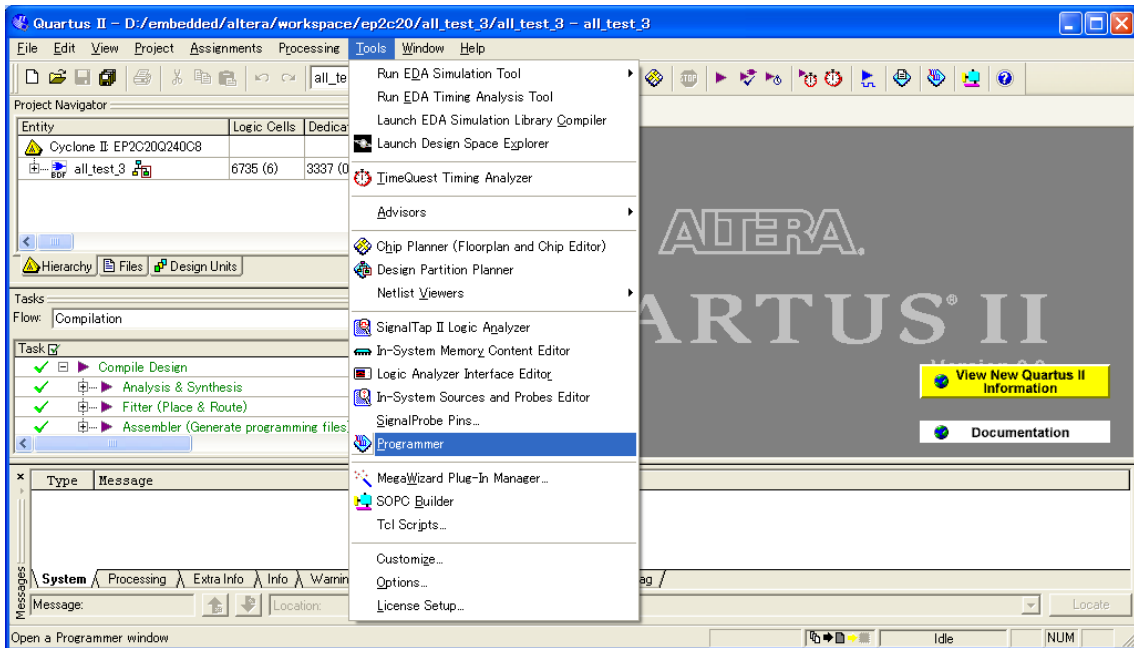 Quartus II - D:/embedded/altera/workspace/ep2c20/all_test_3/all_test_3 - all_test_3
File Edit View Project Assignments Processing Tools Window Help
all_te
Project Navigator
Entity Logic Cells Dedica
Cyclone II: EP2C20Q240C8
all_test_3 6735 (6) 3337 (0
Hierarchy Files Design Units
Tasks
Flow: Compilation
Task
Compile Design
Analysis & Synthesis
Fitter (Place & Route)
Assembler (Generate programming files
Run EDA Simulation Tool
Run EDA Timing Analysis Tool
Launch EDA Simulation Library Compiler
Launch Design Space Explorer
TimeQuest Timing Analyzer
Advisors
Chip Planner (Floorplan and Chip Editor)
Design Partition Planner
Netlist Viewers
SignalTap II Logic Analyzer
In-System Memory Content Editor
Logic Analyzer Interface Editor
In-System Sources and Probes Editor
SignalProbe Pins...
Programmer
MegaWizard Plug-In Manager...
SOPC Builder
Tcl Scripts...
Customize...
Options...
License Setup...
ALTERA.
ARTUS® II
View New Quartus II
Information
Documentation
Type Message
System Processing Extra Info Info Warnin ag
Messages
Message: Location: Locate
Open a Programmer window Idle NUM